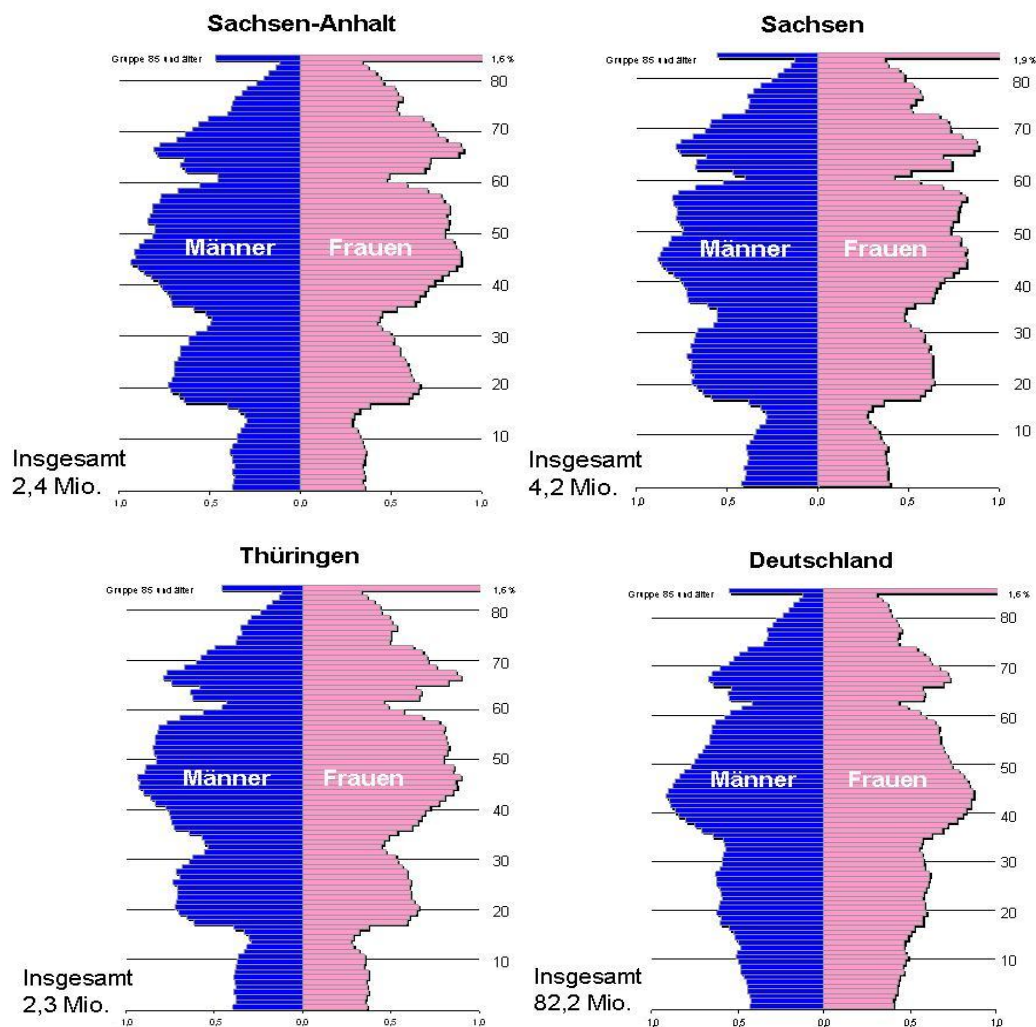 Sachsen-Anhalt
Gruppe 85 und älter
1,6 %
80
70
60
50
40
30
20
10
Männer
Frauen
Insgesamt
2,4 Mio.
1,0 0,5 0,0 0,5 1,0
Sachsen
Gruppe 85 und älter
1,9 %
80
70
60
50
40
30
20
10
Männer
Frauen
Insgesamt
4,2 Mio.
1,0 0,5 0,0 0,5 1,0
Thüringen
Gruppe 85 und älter
1,6 %
80
70
60
50
40
30
20
10
Männer
Frauen
Insgesamt
2,3 Mio.
1,0 0,5 0,0 0,5 1,0
Deutschland
Gruppe 85 und älter
1,6 %
80
70
60
50
40
30
20
10
Männer
Frauen
Insgesamt
82,2 Mio.
1,0 0,5 0,0 0,5 1,0